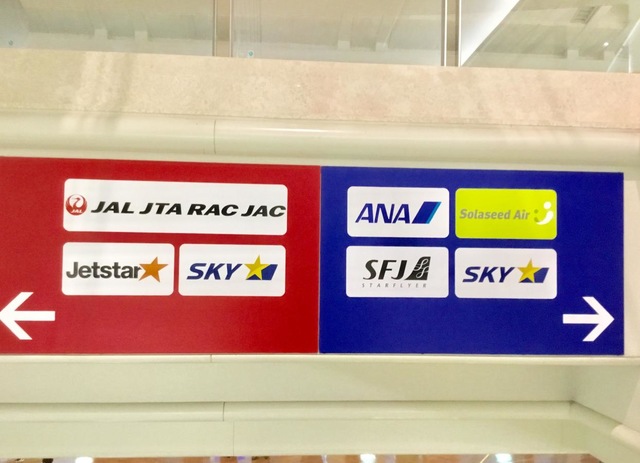 JAL JTA RAC JAC
Jetstar SKY
ANA Solaseed Air
SFJ SKY
STARFLYER